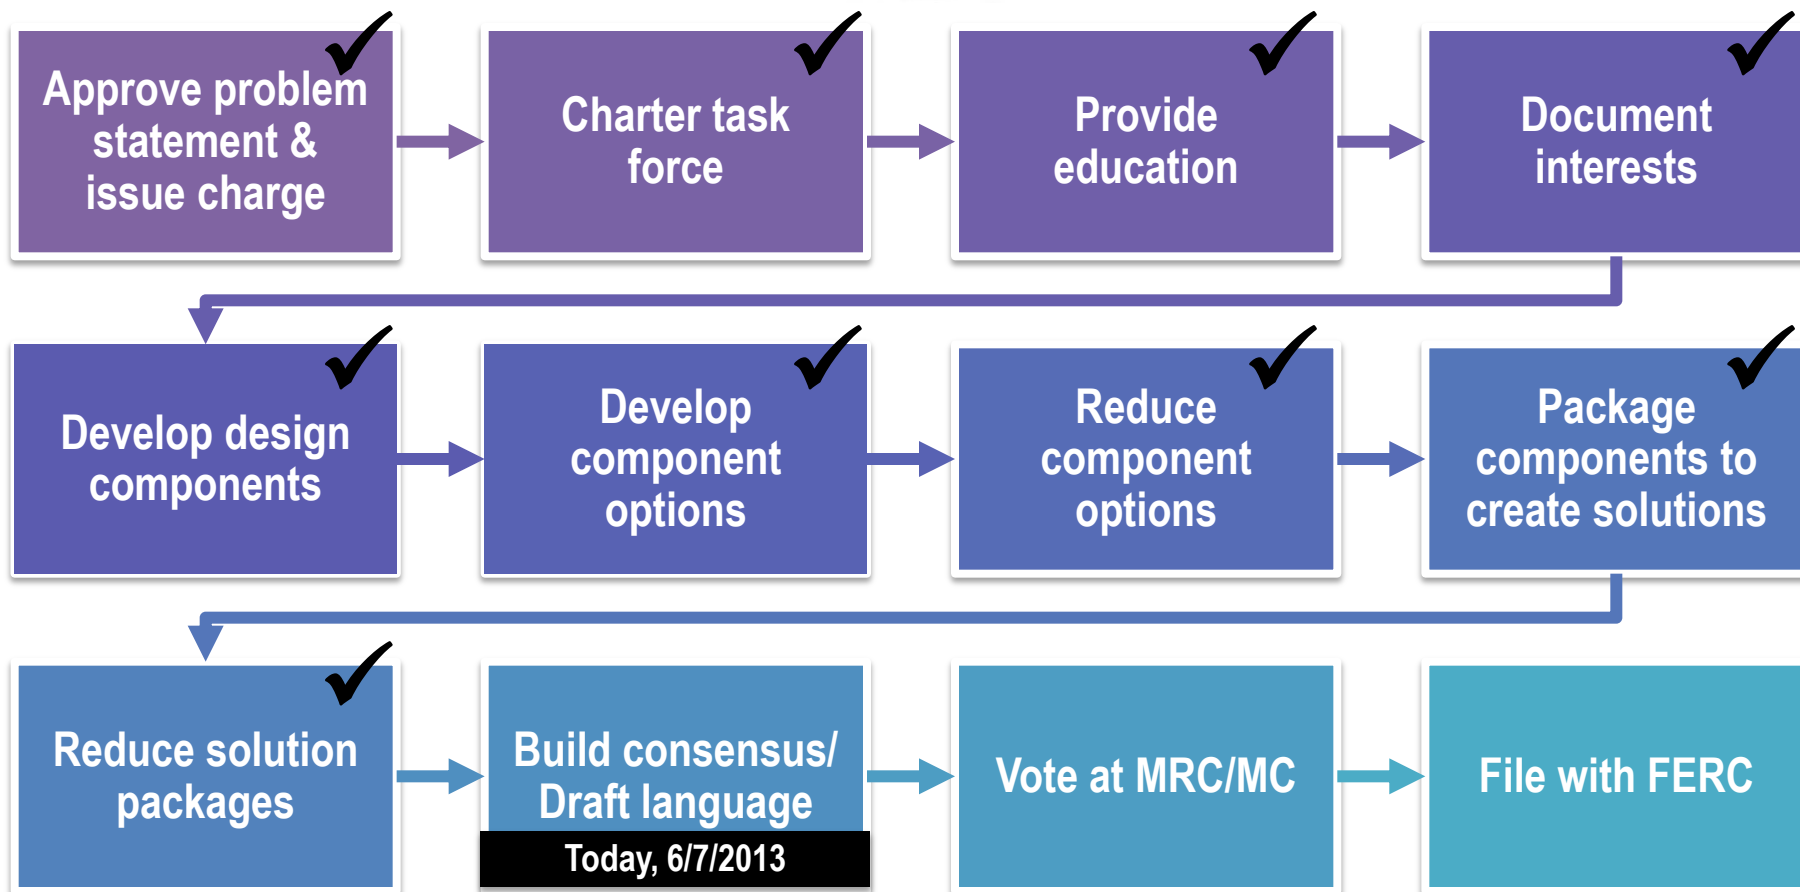 Approve problem
statement &
issue charge
Charter task
force
Provide
education
Document
interests
Develop design
components
Develop
component
options
Reduce
component
options
Package
components to
create solutions
Reduce solution
packages
Build consensus/
Draft language
Today, 6/7/2013
Vote at MRC/MC
File with FERC